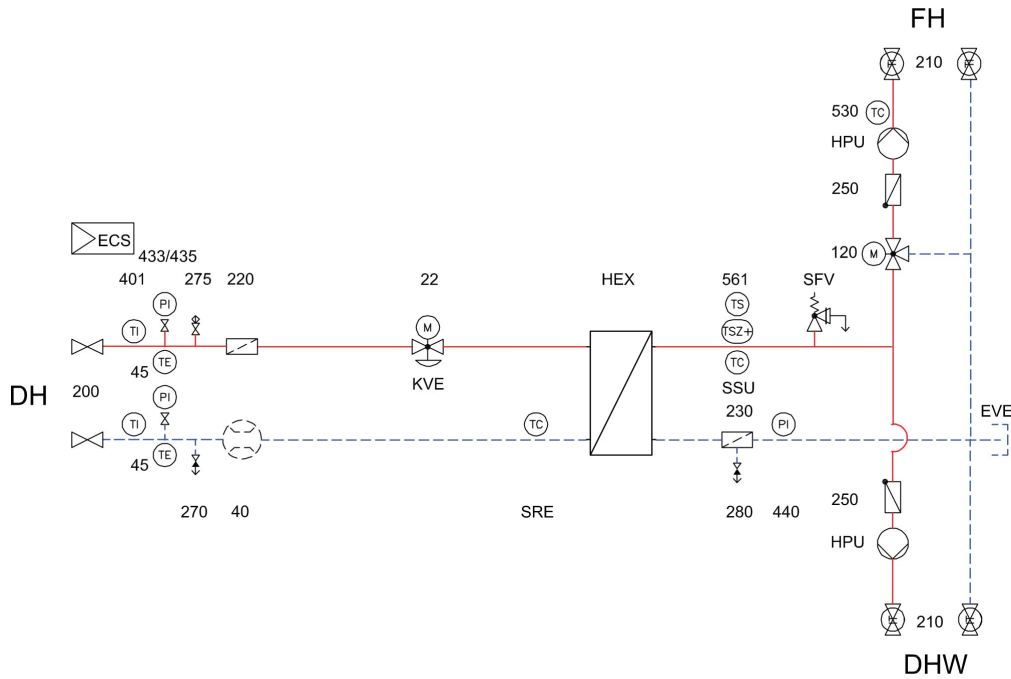 FH
210
530 TC
HPU
250
ECS
433/435
401 275 220 22 HEX 561 SFV
120 M
PI M TS
TI TSZ+
45 TE KVE TC
SSU
DH 200 PI 230 EVE
TI TC PI
45 TE
270 40 SRE 280 440 250
HPU
210
DHW